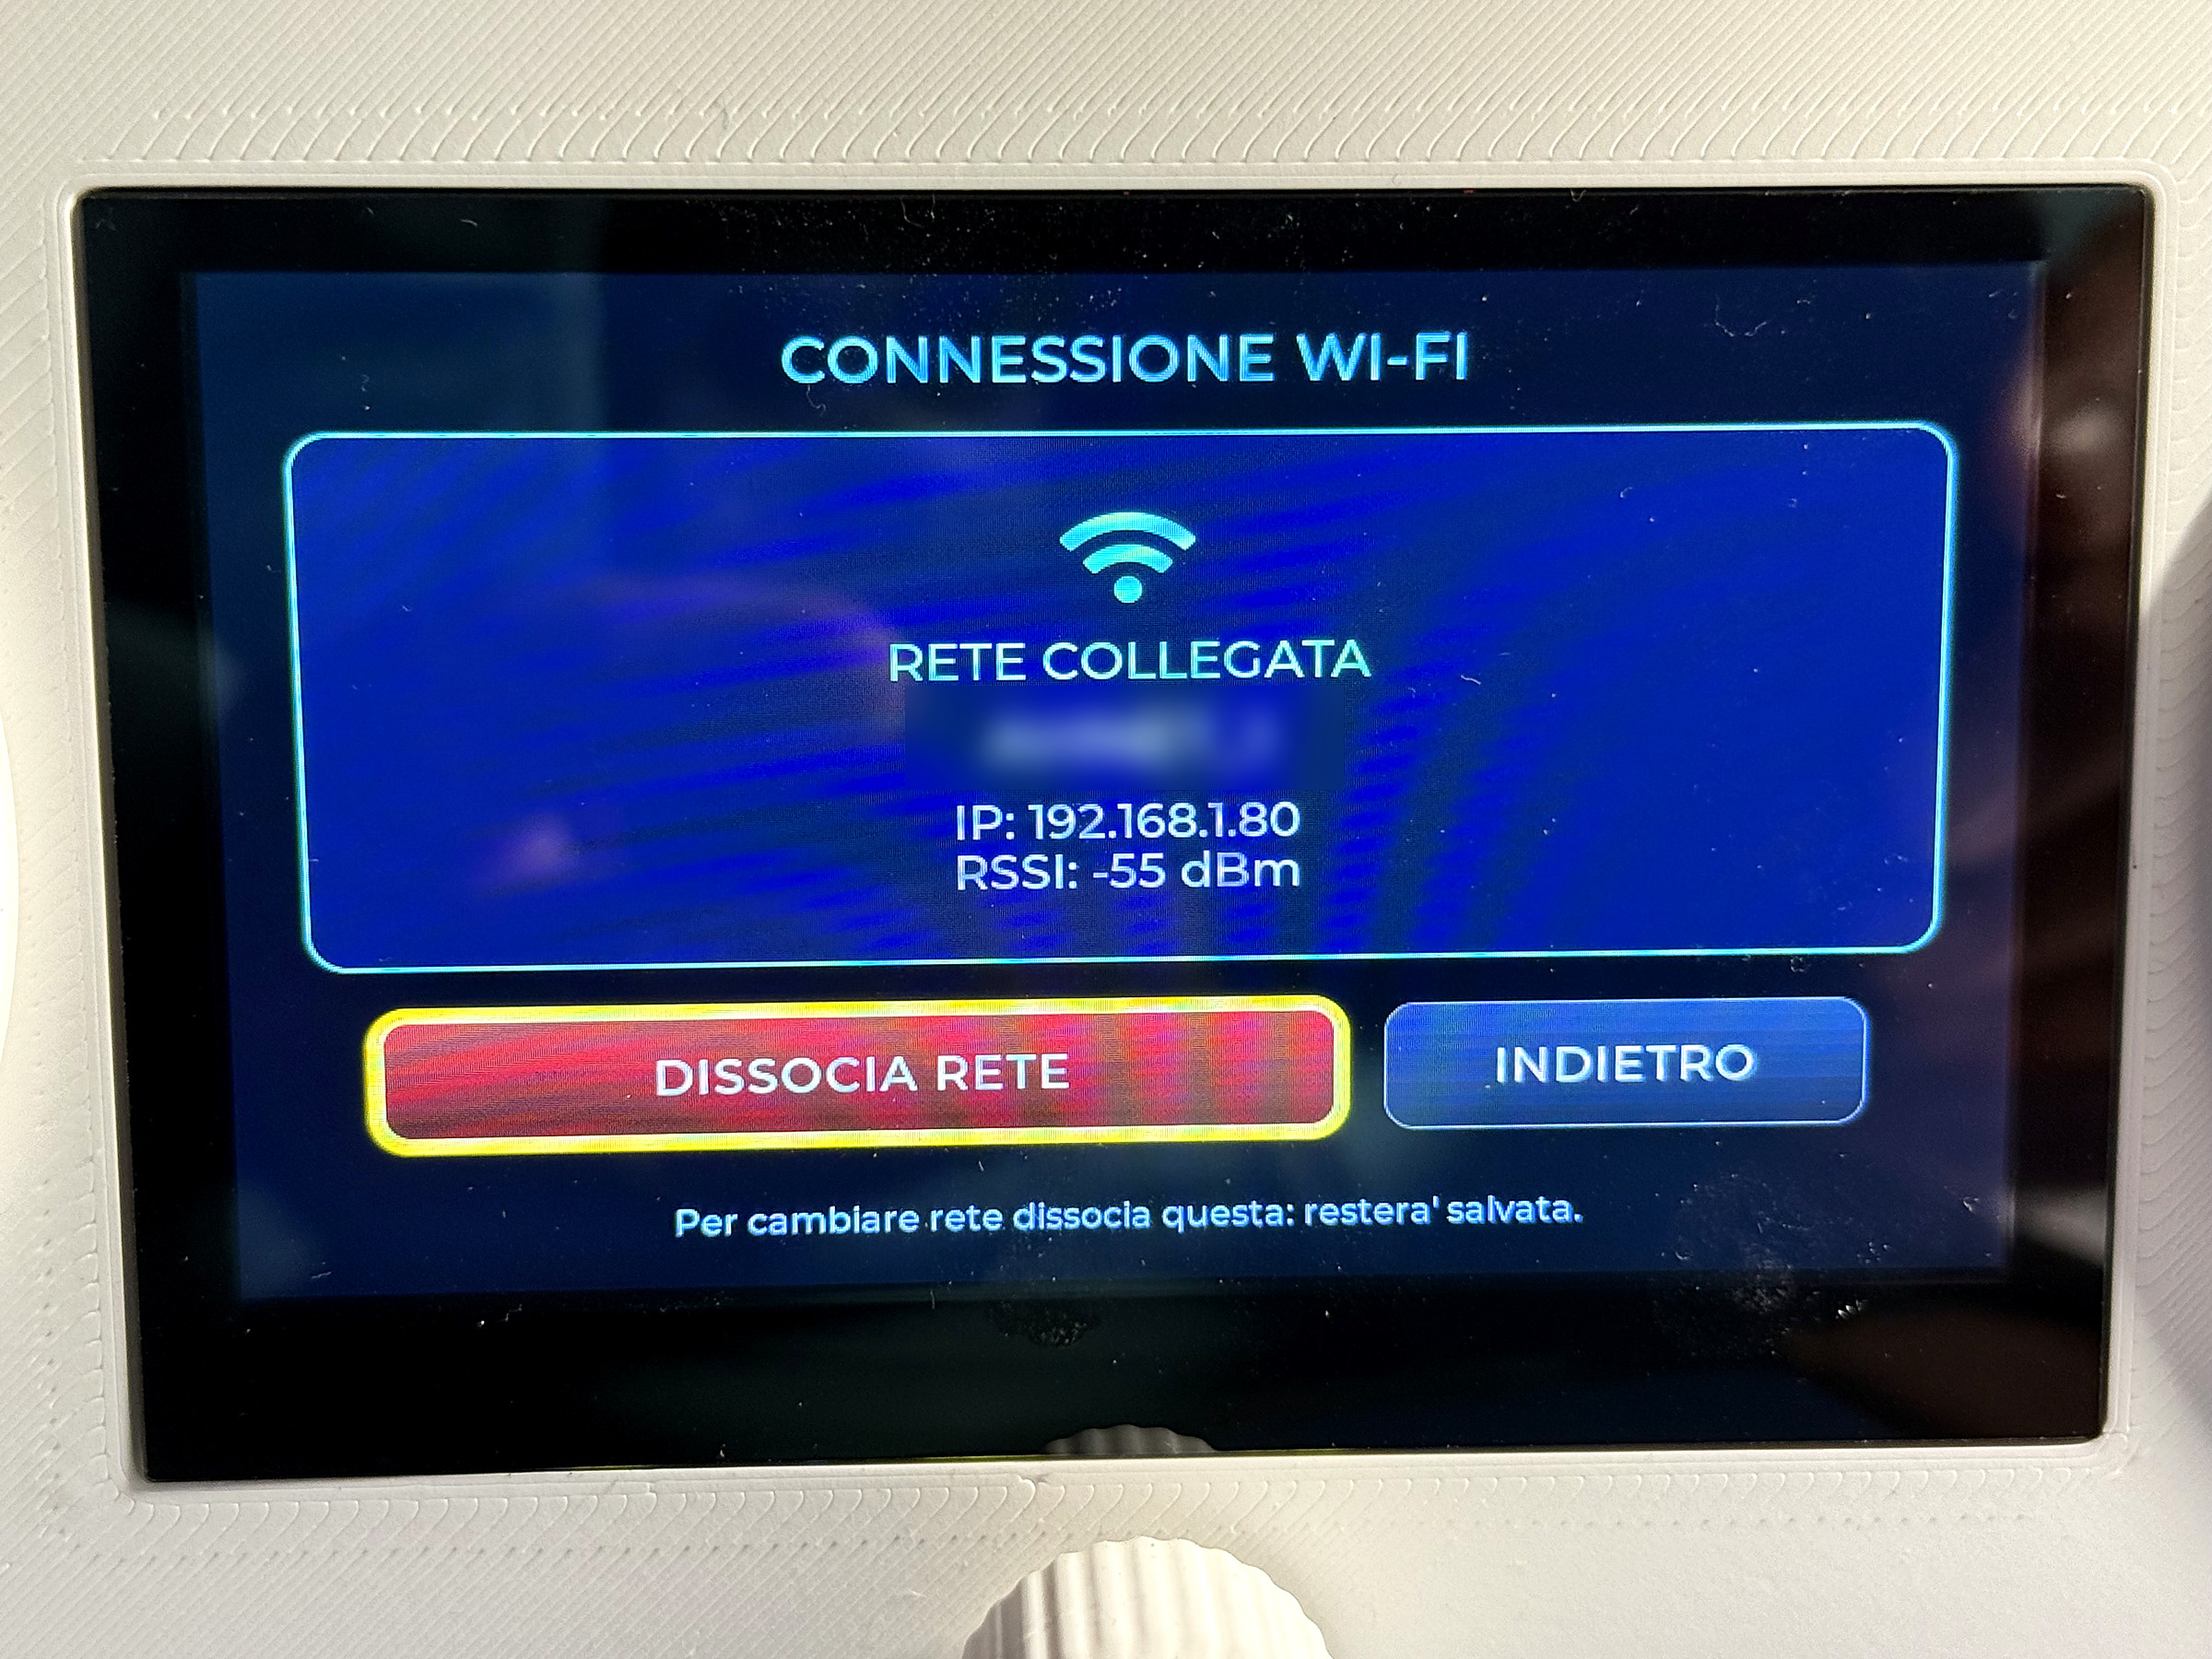 CONNESSIONE WI-FI
RETE COLLEGATA
IP: 192.168.1.80
RSSI: -55 dBm
DISSOCIA RETE
INDIETRO
Per cambiare rete dissocia questa: restera' salvata.